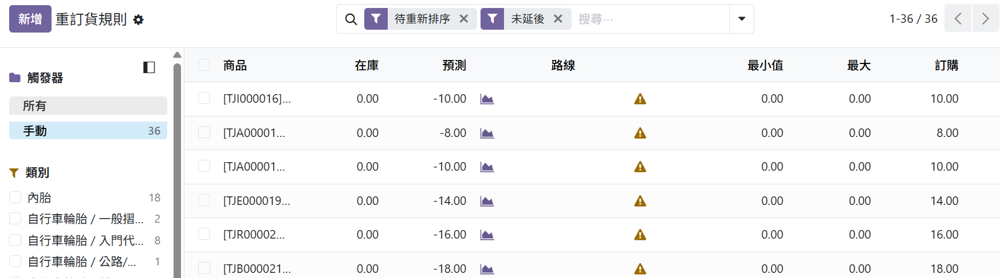 新增 重訂貨規則 待重新排序 未延後 搜尋... 1-36 / 36
觸發器
所有
手動 36
類別
內胎 18
自行車輪胎 / 一般摺... 2
自行車輪胎 / 入門代... 8
自行車輪胎 / 公路/... 1
商品 在庫 預測 路線 最小值 最大 訂購
[TJI000016]... 0.00 -10.00 0.00 0.00 10.00
[TJA00001... 0.00 -8.00 0.00 0.00 8.00
[TJA00001... 0.00 -10.00 0.00 0.00 10.00
[TJE000019... 0.00 -14.00 0.00 0.00 14.00
[TJR00002... 0.00 -16.00 0.00 0.00 16.00
[TJB000021... 0.00 -18.00 0.00 0.00 18.00